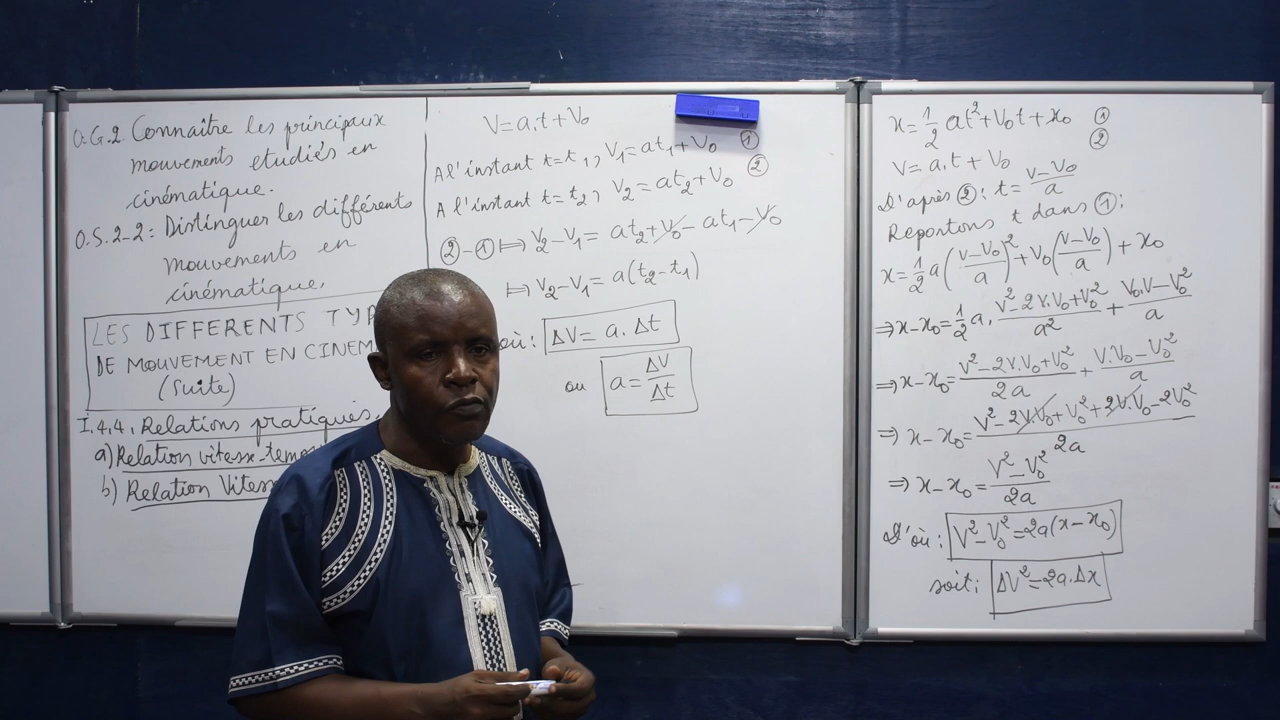 O.G.2 Connaître les principaux
mouvements etudiés en
cinématique.
O.S.2-2: Distinguer les différents
mouvements en
cinématique.
LES DIFFERENTS TYP
DE MOUVEMENT EN CINEM
(Suite)
I.4.4. Relations pratiques.
a) Relation vitesse-temps
b) Relation Vitess
V=a.t+V₀
A l'instant t=t₁, V₁=at₁+V₀ ①
A l'instant t=t₂, V₂=at₂+V₀ ②
②-① ⟼ V₂-V₁= at₂+V₀-at₁-V₀
⟼ V₂-V₁=a(t₂-t₁)
où: ΔV= a. Δt
ou a=ΔV/Δt
x=1/2 at²+V₀t+x₀ ①
V=a.t+V₀ ②
D'après ②: t=(V-V₀)/a
Reportons t dans ①:
x=1/2 a((V-V₀)/a)²+V₀((V-V₀)/a)+x₀
⇒x-x₀=1/2 a.(V²-2V.V₀+V₀²)/a²+(V₀.V-V₀²)/a
⇒x-x₀=(V²-2V.V₀+V₀²)/2a+(V.V₀-V₀²)/a
⇒x-x₀=(V²-2V.V₀+V₀²+2V.V₀-2V₀²)/2a
⇒x-x₀=(V²-V₀²)/2a
D'où: V²-V₀²=2a(x-x₀)
soit: ΔV²=2a.Δx